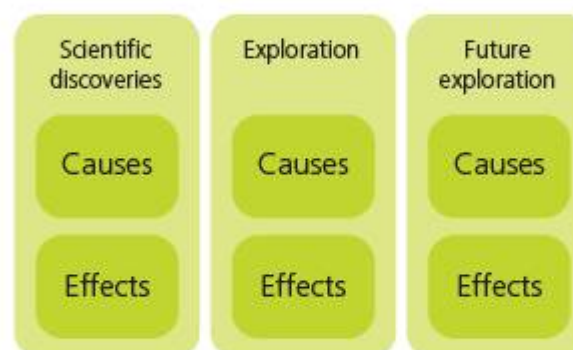 Scientific
discoveries
Causes
Effects
Exploration
Causes
Effects
Future
exploration
Causes
Effects